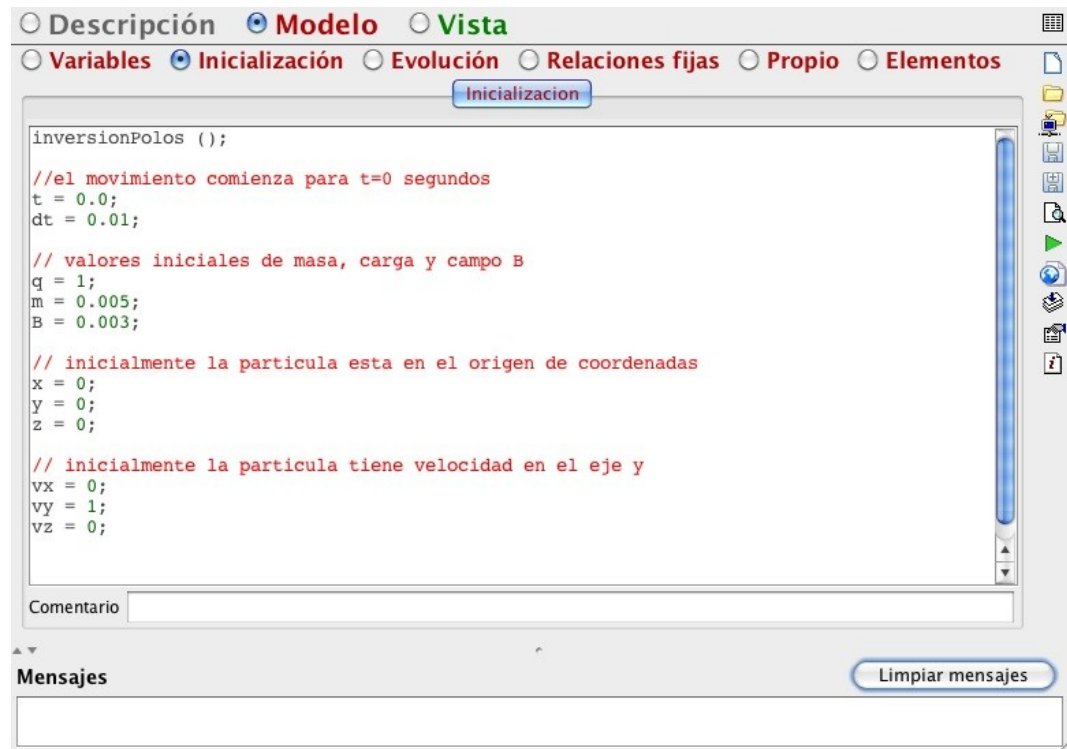 Descripción Modelo Vista
Variables Inicialización Evolución Relaciones fijas Propio Elementos
Inicializacion
inversionPolos ();
//el movimiento comienza para t=0 segundos
t = 0.0;
dt = 0.01;
// valores iniciales de masa, carga y campo B
q = 1;
m = 0.005;
B = 0.003;
// inicialmente la particula esta en el origen de coordenadas
x = 0;
y = 0;
z = 0;
// inicialmente la particula tiene velocidad en el eje y
vx = 0;
vy = 1;
vz = 0;
Comentario
Mensajes Limpiar mensajes